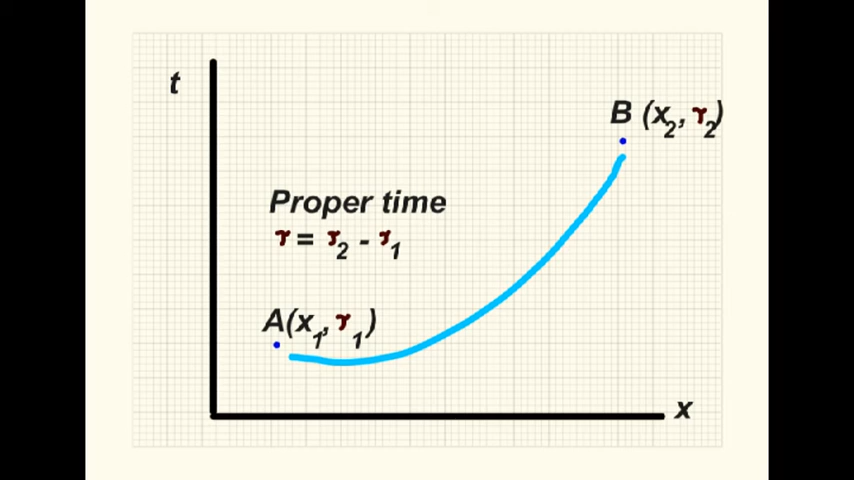 t
B (x₂, τ₂)
Proper time
τ = τ₂ - τ₁
A(x₁, τ₁)
x